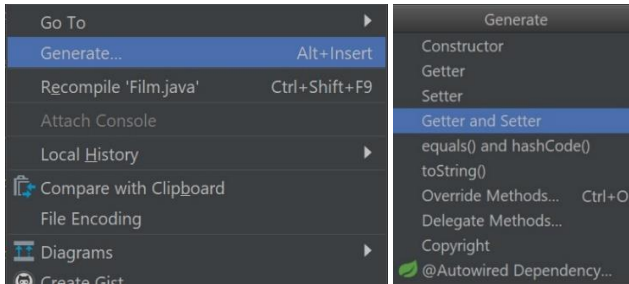 Go To
Generate... Alt+Insert
Recompile 'Film.java' Ctrl+Shift+F9
Attach Console
Local History
Compare with Clipboard
File Encoding
Diagrams
Create Gist
Generate
Constructor
Getter
Setter
Getter and Setter
equals() and hashCode()
toString()
Override Methods... Ctrl+O
Delegate Methods...
Copyright
@Autowired Dependency...